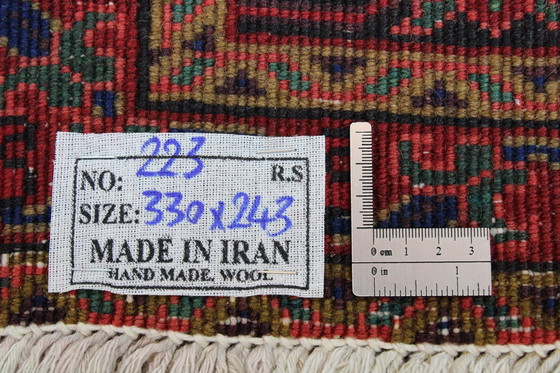 NO: 223 R.S
SIZE: 330x243
MADE IN IRAN
HAND MADE. WOOL
0 cm 1 2 3
0 in 1